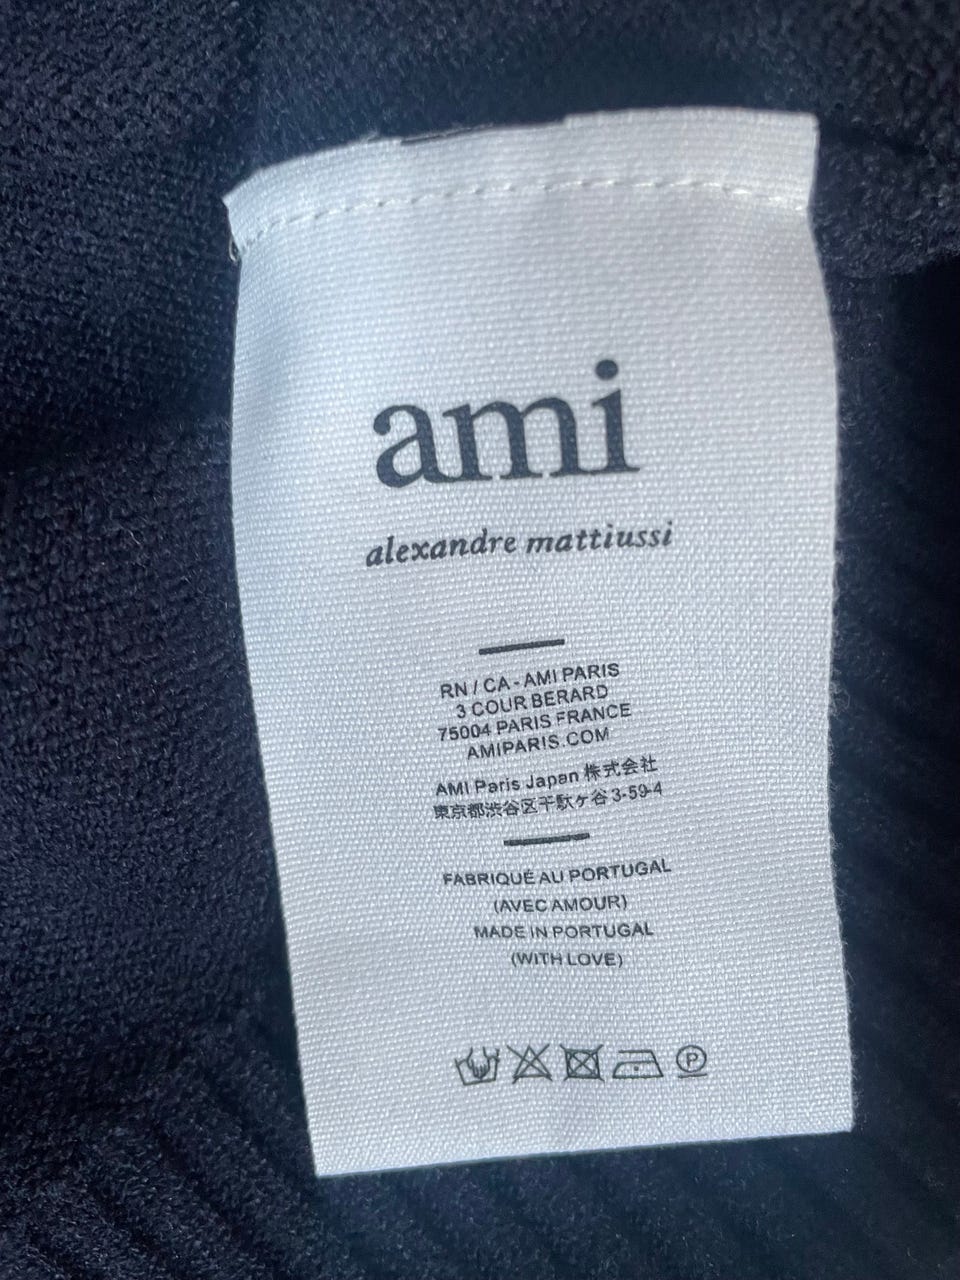 ami
alexandre mattiussi
RN / CA - AMI PARIS
3 COUR BERARD
75004 PARIS FRANCE
AMIPARIS.COM
AMI Paris Japan 株式会社
東京都渋谷区千駄ヶ谷 3-59-4
FABRIQUÉ AU PORTUGAL
(AVEC AMOUR)
MADE IN PORTUGAL
(WITH LOVE)
P